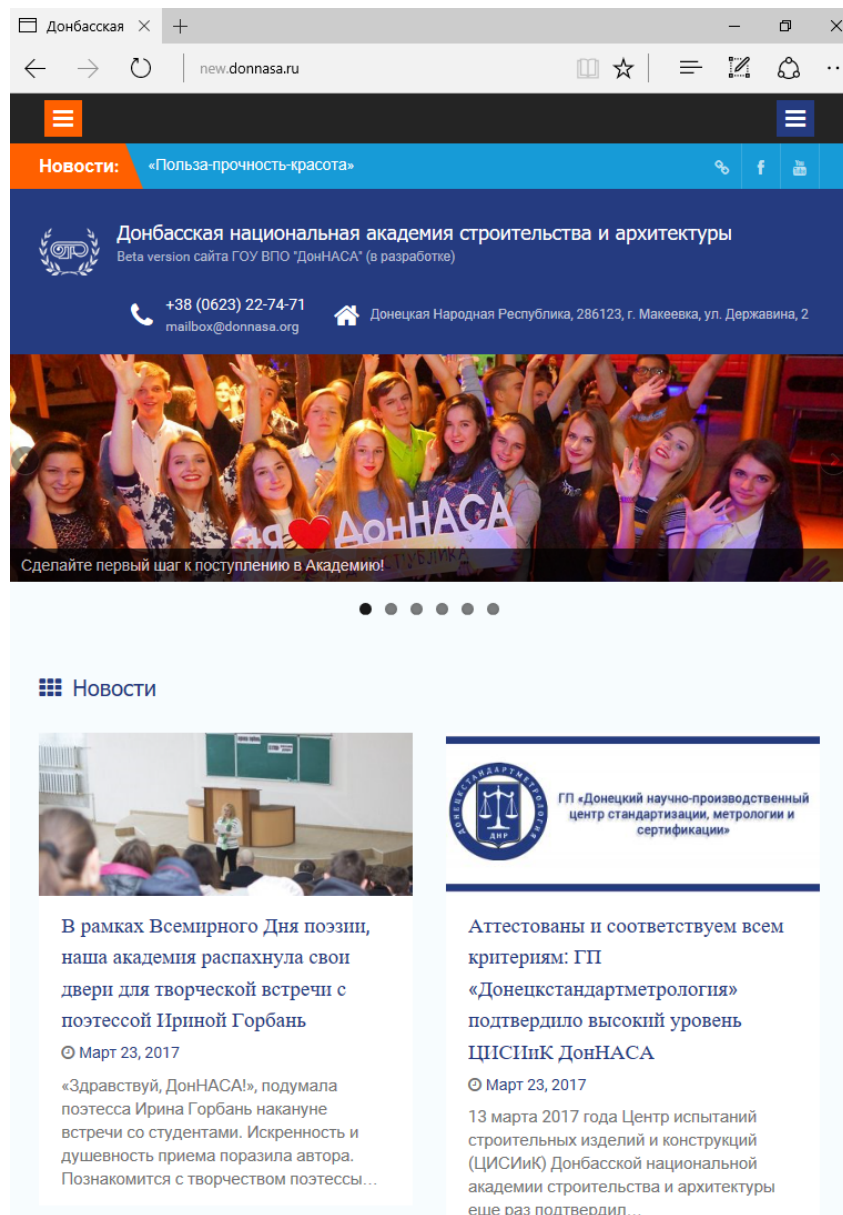 Донбасская
new.donnasa.ru
Новости:
«Польза-прочность-красота»
Донбасская национальная академия строительства и архитектуры
Beta version сайта ГОУ ВПО "ДонНАСА" (в разработке)
+38 (0623) 22-74-71
mailbox@donnasa.org
Донецкая Народная Республика, 286123, г. Макеевка, ул. Державина, 2
#Я ДонНАСА
Сделайте первый шаг к поступлению в Академию!
Новости
В рамках Всемирного Дня поэзии,
наша академия распахнула свои
двери для творческой встречи с
поэтессой Ириной Горбань
Март 23, 2017
«Здравствуй, ДонНАСА!», подумала
поэтесса Ирина Горбань накануне
встречи со студентами. Искренность и
душевность приема поразила автора.
Познакомится с творчеством поэтессы…
ДОНЕЦКСТАНДАРТМЕТРОЛОГИЯ
ДНР
ГП «Донецкий научно-производственный
центр стандартизации, метрологии и
сертификации»
Аттестованы и соответствуем всем
критериям: ГП
«Донецкстандартметрология»
подтвердило высокий уровень
ЦИСИиК ДонНАСА
Март 23, 2017
13 марта 2017 года Центр испытаний
строительных изделий и конструкций
(ЦИСИиК) Донбасской национальной
академии строительства и архитектуры
еще раз подтвердил…